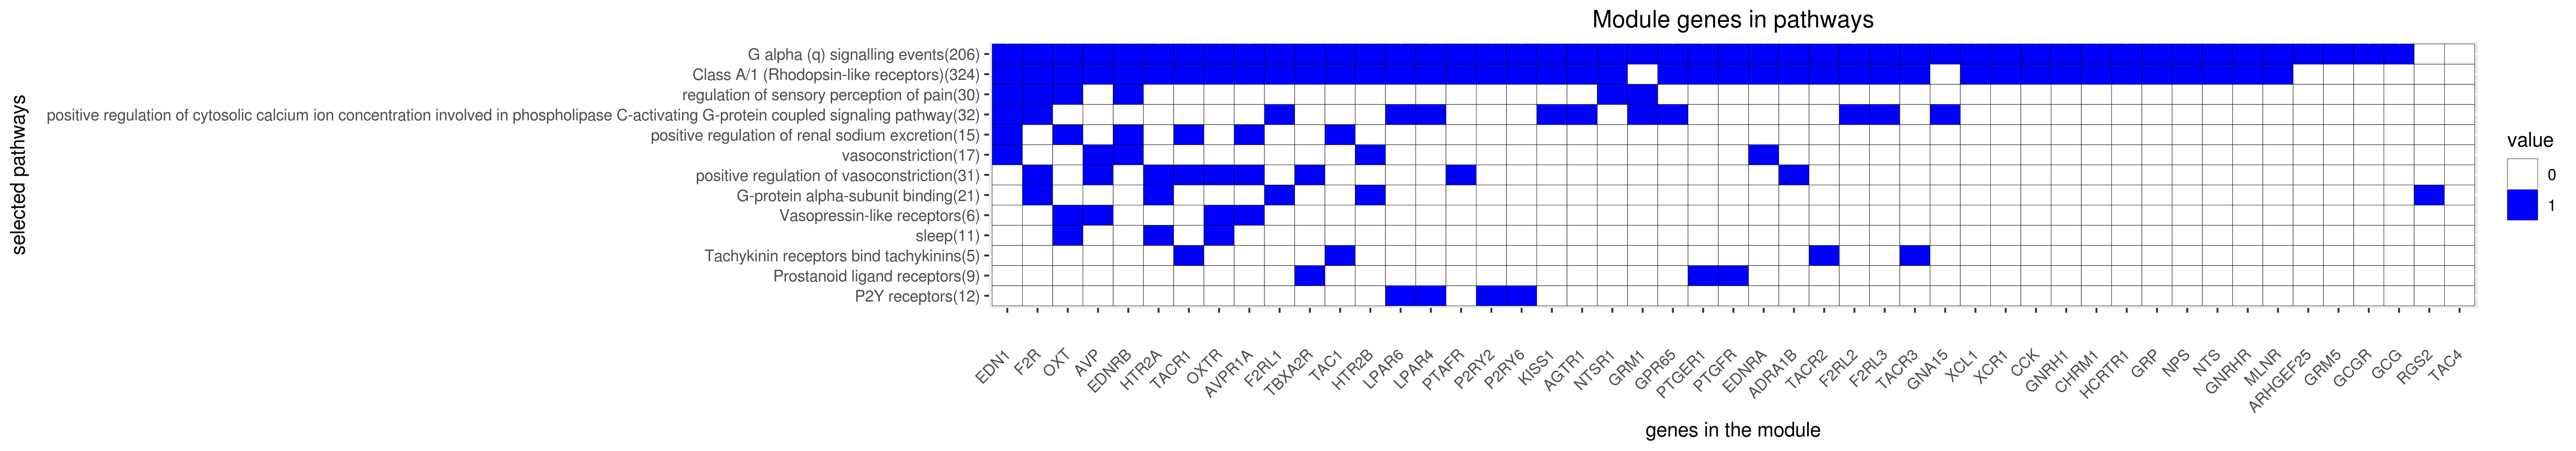 Module genes in pathways
selected pathways
G alpha (q) signalling events(206)
Class A/1 (Rhodopsin-like receptors)(324)
regulation of sensory perception of pain(30)
positive regulation of cytosolic calcium ion concentration involved in phospholipase C-activating G-protein coupled signaling pathway(32)
positive regulation of renal sodium excretion(15)
vasoconstriction(17)
positive regulation of vasoconstriction(31)
G-protein alpha-subunit binding(21)
Vasopressin-like receptors(6)
sleep(11)
Tachykinin receptors bind tachykinins(5)
Prostanoid ligand receptors(9)
P2Y receptors(12)
EDN1
F2R
OXT
AVP
EDNRB
HTR2A
TACR1
OXTR
AVPR1A
F2RL1
TBXA2R
TAC1
HTR2B
LPAR6
LPAR4
PTAFR
P2RY2
P2RY6
KISS1
AGTR1
NTSR1
GRM1
GPR65
PTGER1
PTGFR
EDNRA
ADRA1B
TACR2
F2RL2
F2RL3
TACR3
GNA15
XCL1
XCR1
CCK
GNRH1
CHRM1
HCRTR1
GRP
NPS
NTS
GNRHR
MLNR
ARHGEF25
GRM5
GCGR
GCG
RGS2
TAC4
genes in the module
value
0
1